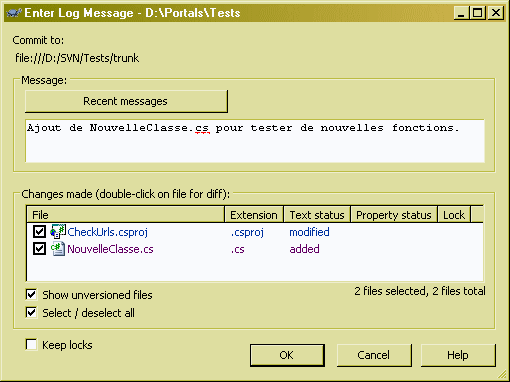 Enter Log Message - D:\Portals\Tests
Commit to:
file:///D:/SVN/Tests/trunk
Message:
Recent messages
Ajout de NouvelleClasse.cs pour tester de nouvelles fonctions.
Changes made (double-click on file for diff):
File Extension Text status Property status Lock
CheckUrls.csproj .csproj modified
NouvelleClasse.cs .cs added
Show unversioned files 2 files selected, 2 files total
Select / deselect all
Keep locks
OK Cancel Help